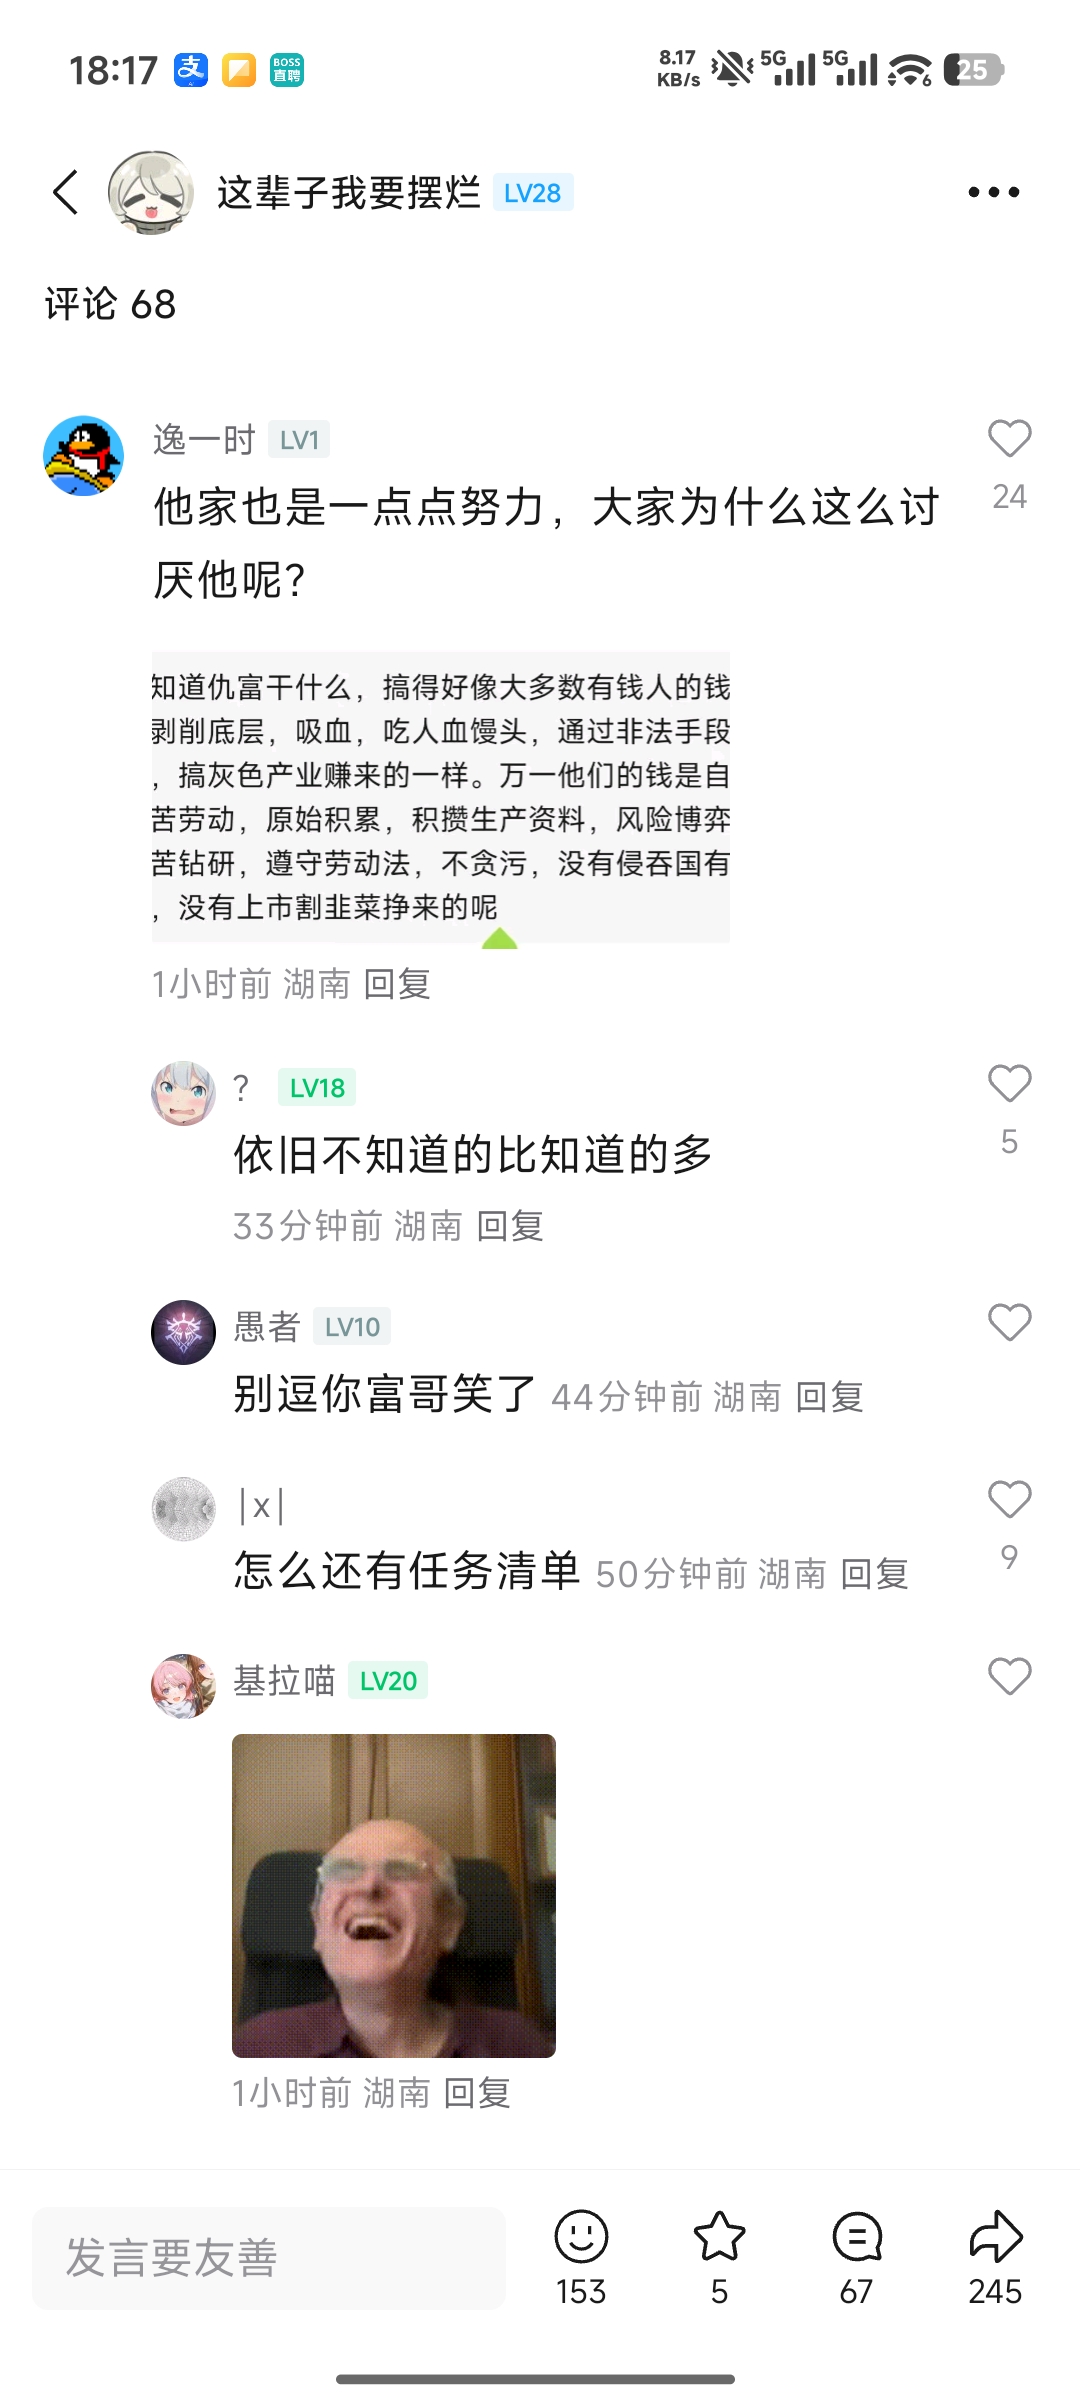 18:17
支
BOSS
直聘
8.17
KB/s
5G
5G
6
25
这辈子我要摆烂 LV28
评论 68
逸一时 LV1
他家也是一点点努力，大家为什么这么讨
厌他呢？
24
知道仇富干什么，搞得好像大多数有钱人的钱
剥削底层，吸血，吃人血馒头，通过非法手段
，搞灰色产业赚来的一样。万一他们的钱是自
苦劳动，原始积累，积攒生产资料，风险博弈
苦钻研，遵守劳动法，不贪污，没有侵吞国有
，没有上市割韭菜挣来的呢
1小时前 湖南 回复
？ LV18
依旧不知道的比知道的多
5
33分钟前 湖南 回复
愚者 LV10
别逗你富哥笑了 44分钟前 湖南 回复
|x|
怎么还有任务清单 50分钟前 湖南 回复
9
基拉喵 LV20
1小时前 湖南 回复
发言要友善
153
5
67
245